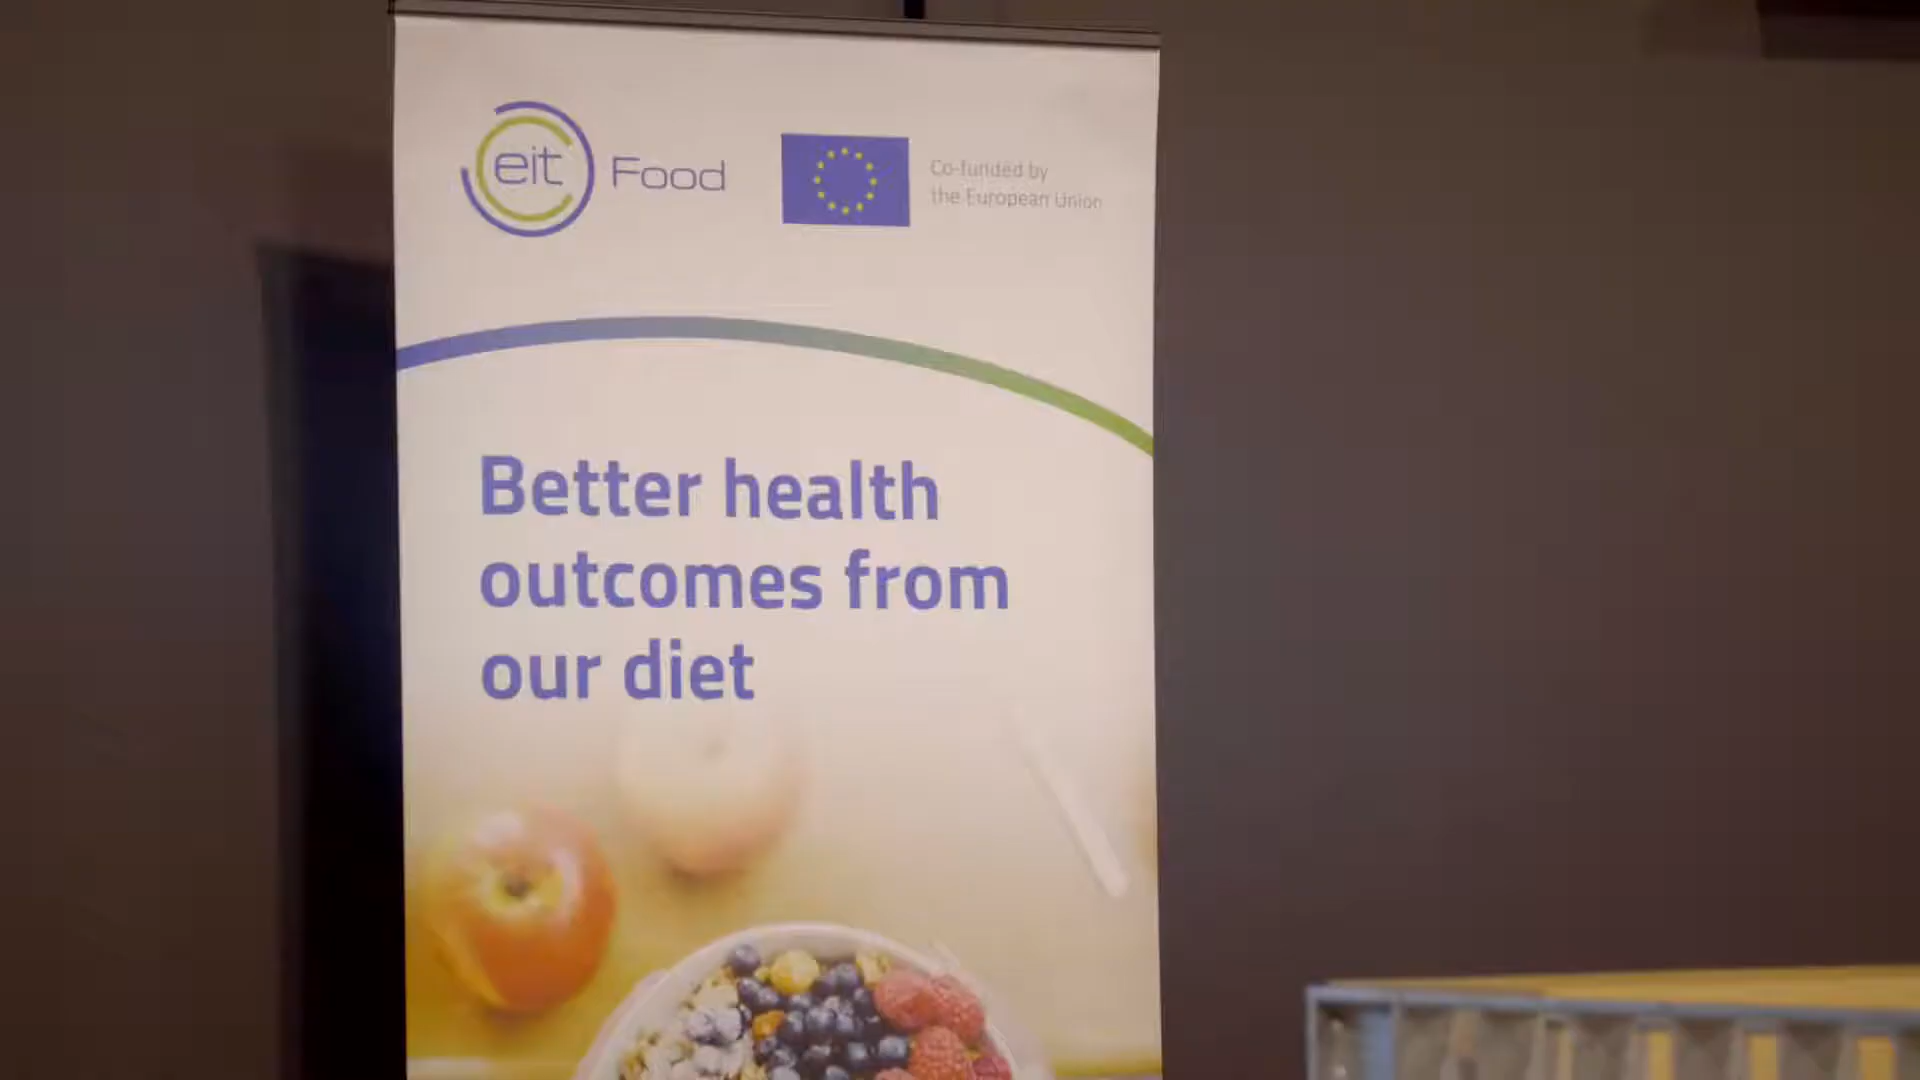 eit Food
Co-funded by
the European Union
Better health
outcomes from
our diet